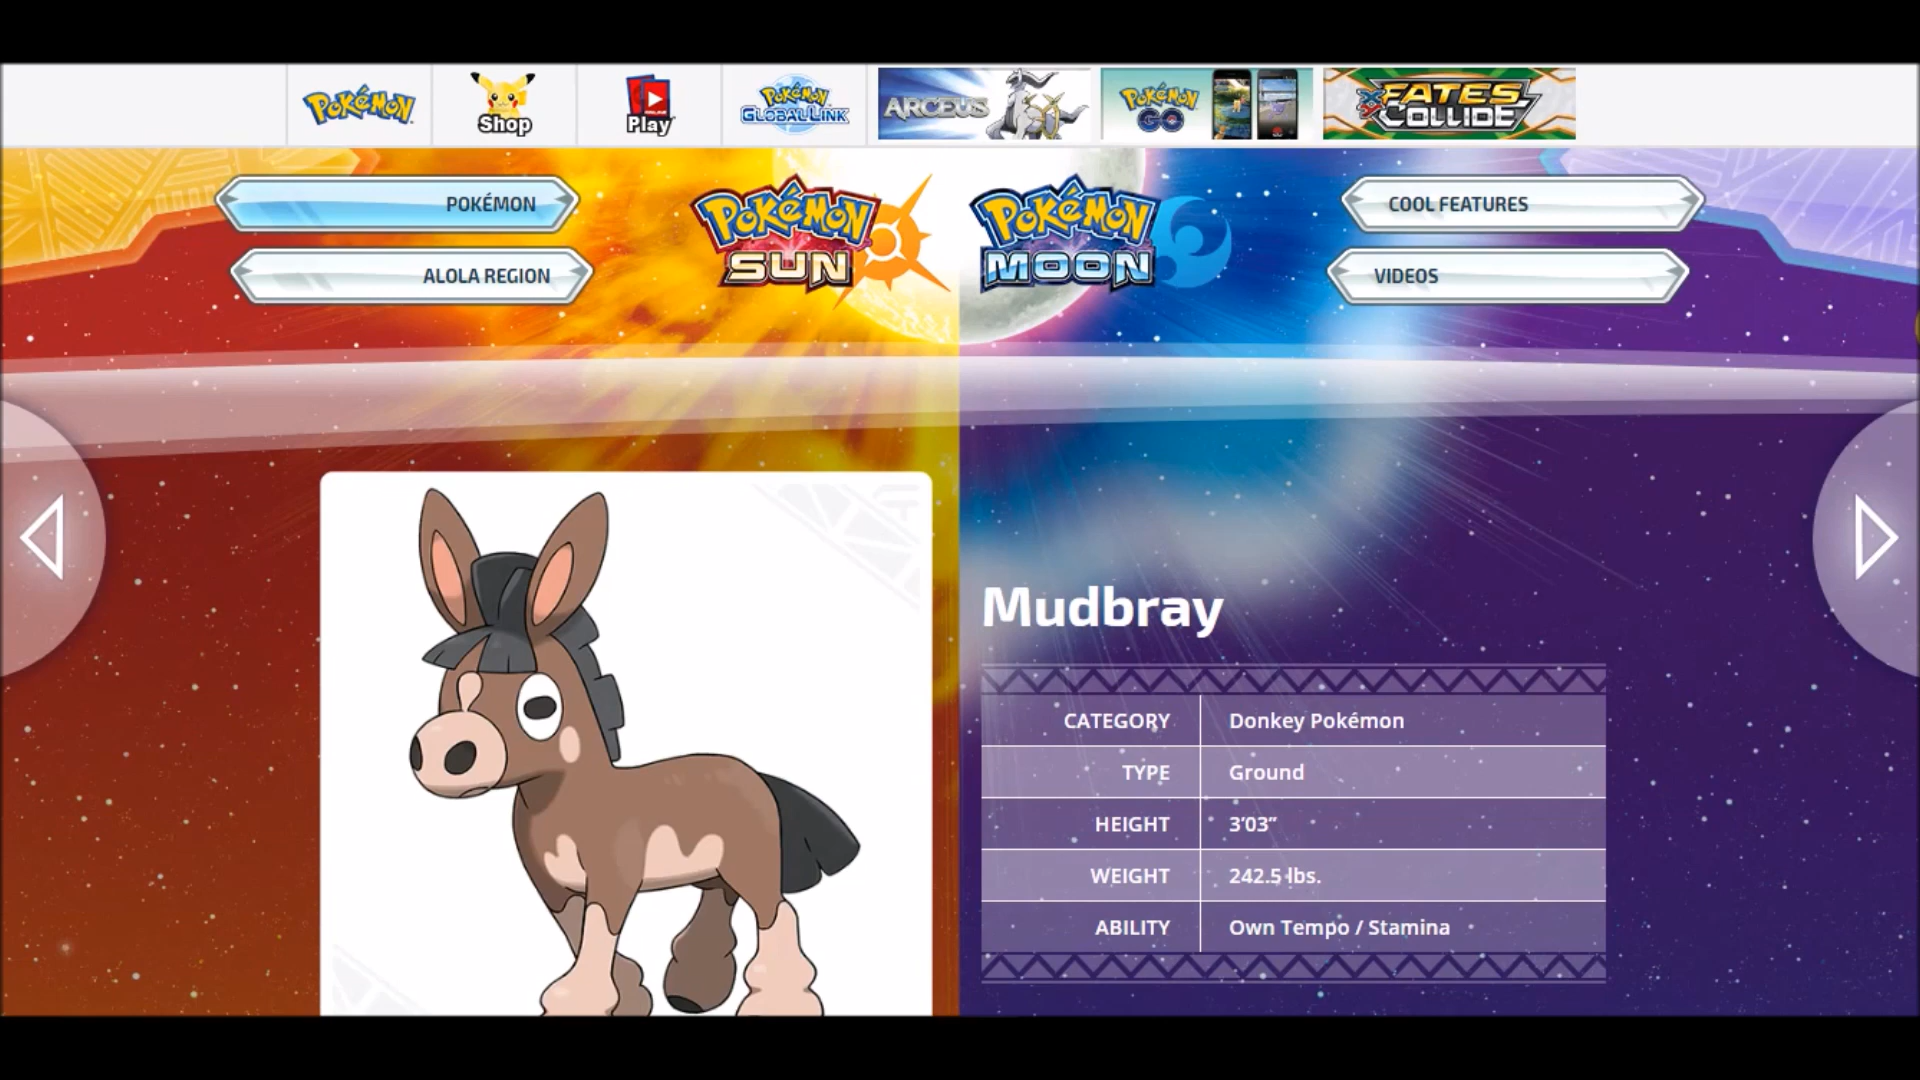 Pokémon
Shop
Play
Pokémon
GLOBAL LINK
ARCEUS
Pokémon
GO
XY
FATES
COLLIDE
POKÉMON
ALOLA REGION
POKÉMON
SUN
POKÉMON
MOON
COOL FEATURES
VIDEOS
Mudbray
CATEGORY Donkey Pokémon
TYPE Ground
HEIGHT 3'03"
WEIGHT 242.5 lbs.
ABILITY Own Tempo / Stamina